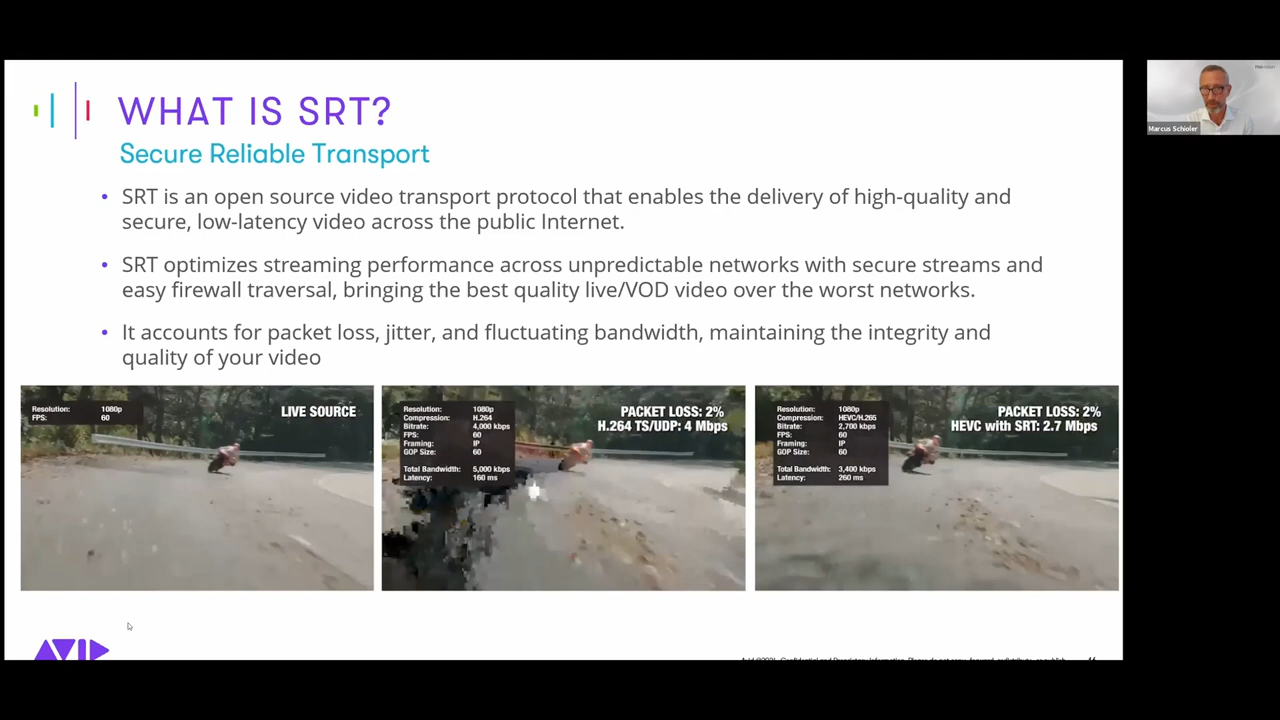 WHAT IS SRT?
Secure Reliable Transport
• SRT is an open source video transport protocol that enables the delivery of high-quality and
secure, low-latency video across the public Internet.
• SRT optimizes streaming performance across unpredictable networks with secure streams and
easy firewall traversal, bringing the best quality live/VOD video over the worst networks.
• It accounts for packet loss, jitter, and fluctuating bandwidth, maintaining the integrity and
quality of your video
Resolution: 1080p
FPS: 60
LIVE SOURCE
Resolution: 1080p
Compression: H.264
Bitrate: 4,000 kbps
FPS: 60
Framing: IP
GOP Size: 60
Total Bandwidth: 5,000 kbps
Latency: 160 ms
PACKET LOSS: 2%
H.264 TS/UDP: 4 Mbps
Resolution: 1080p
Compression: HEVC/H.265
Bitrate: 2,700 kbps
FPS: 60
Framing: IP
GOP Size: 60
Total Bandwidth: 3,400 kbps
Latency: 260 ms
PACKET LOSS: 2%
HEVC with SRT: 2.7 Mbps
AVID
Marcus Schioler